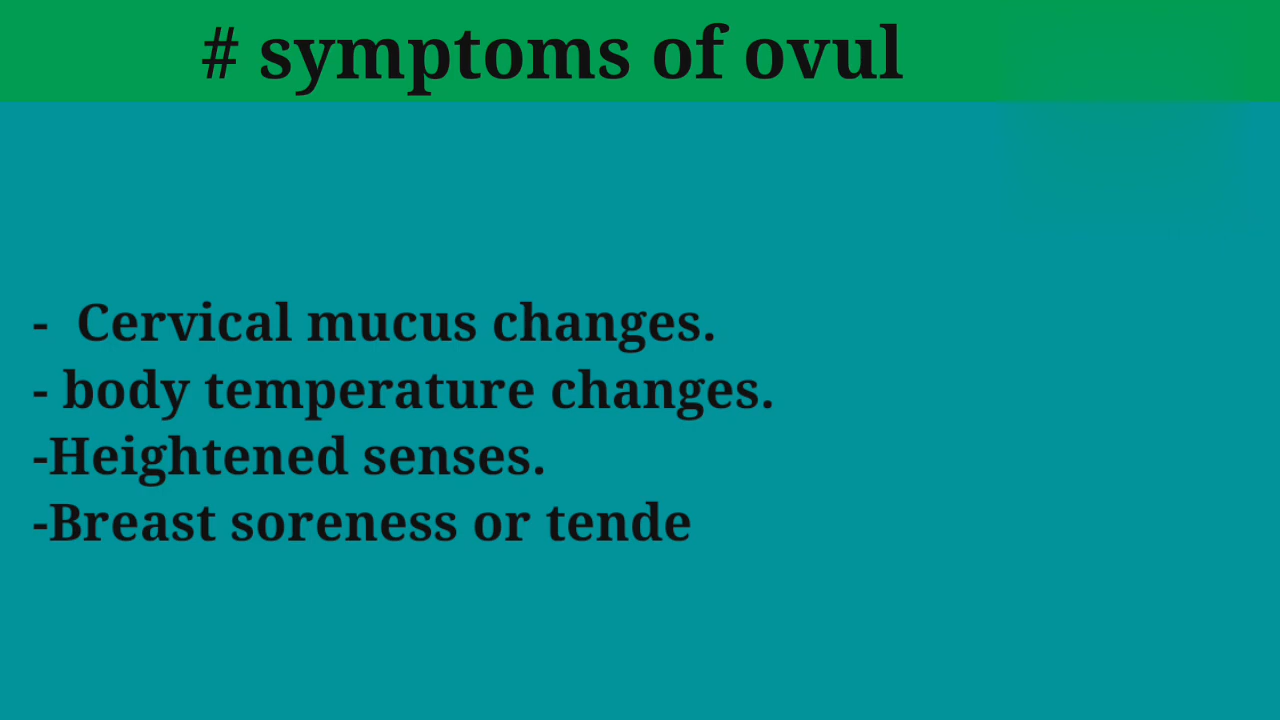 # symptoms of ovul
- Cervical mucus changes.
- body temperature changes.
-Heightened senses.
-Breast soreness or tende